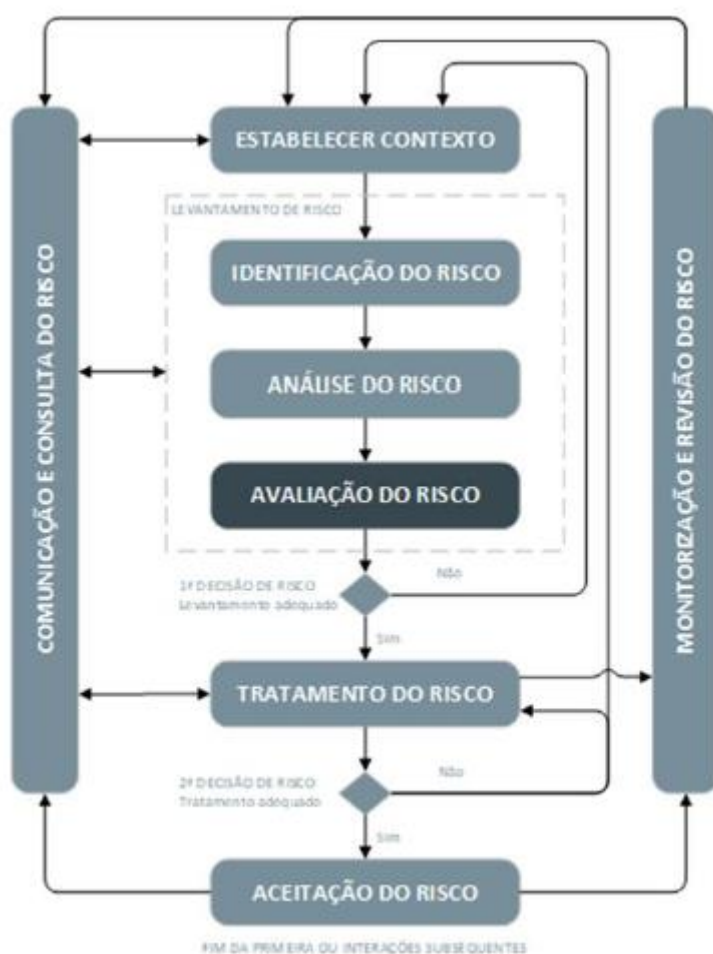 ESTABELECER CONTEXTO
LEVANTAMENTO DE RISCO
IDENTIFICAÇÃO DO RISCO
ANÁLISE DO RISCO
AVALIAÇÃO DO RISCO
1ª DECISÃO DE RISCO
Levantamento adequado
Não
Sim
TRATAMENTO DO RISCO
2ª DECISÃO DE RISCO
Tratamento adequado
Não
Sim
ACEITAÇÃO DO RISCO
FIM DA PRIMEIRA OU INTERAÇÕES SUBSEQUENTES
COMUNICAÇÃO E CONSULTA DO RISCO
MONITORIZAÇÃO E REVISÃO DO RISCO